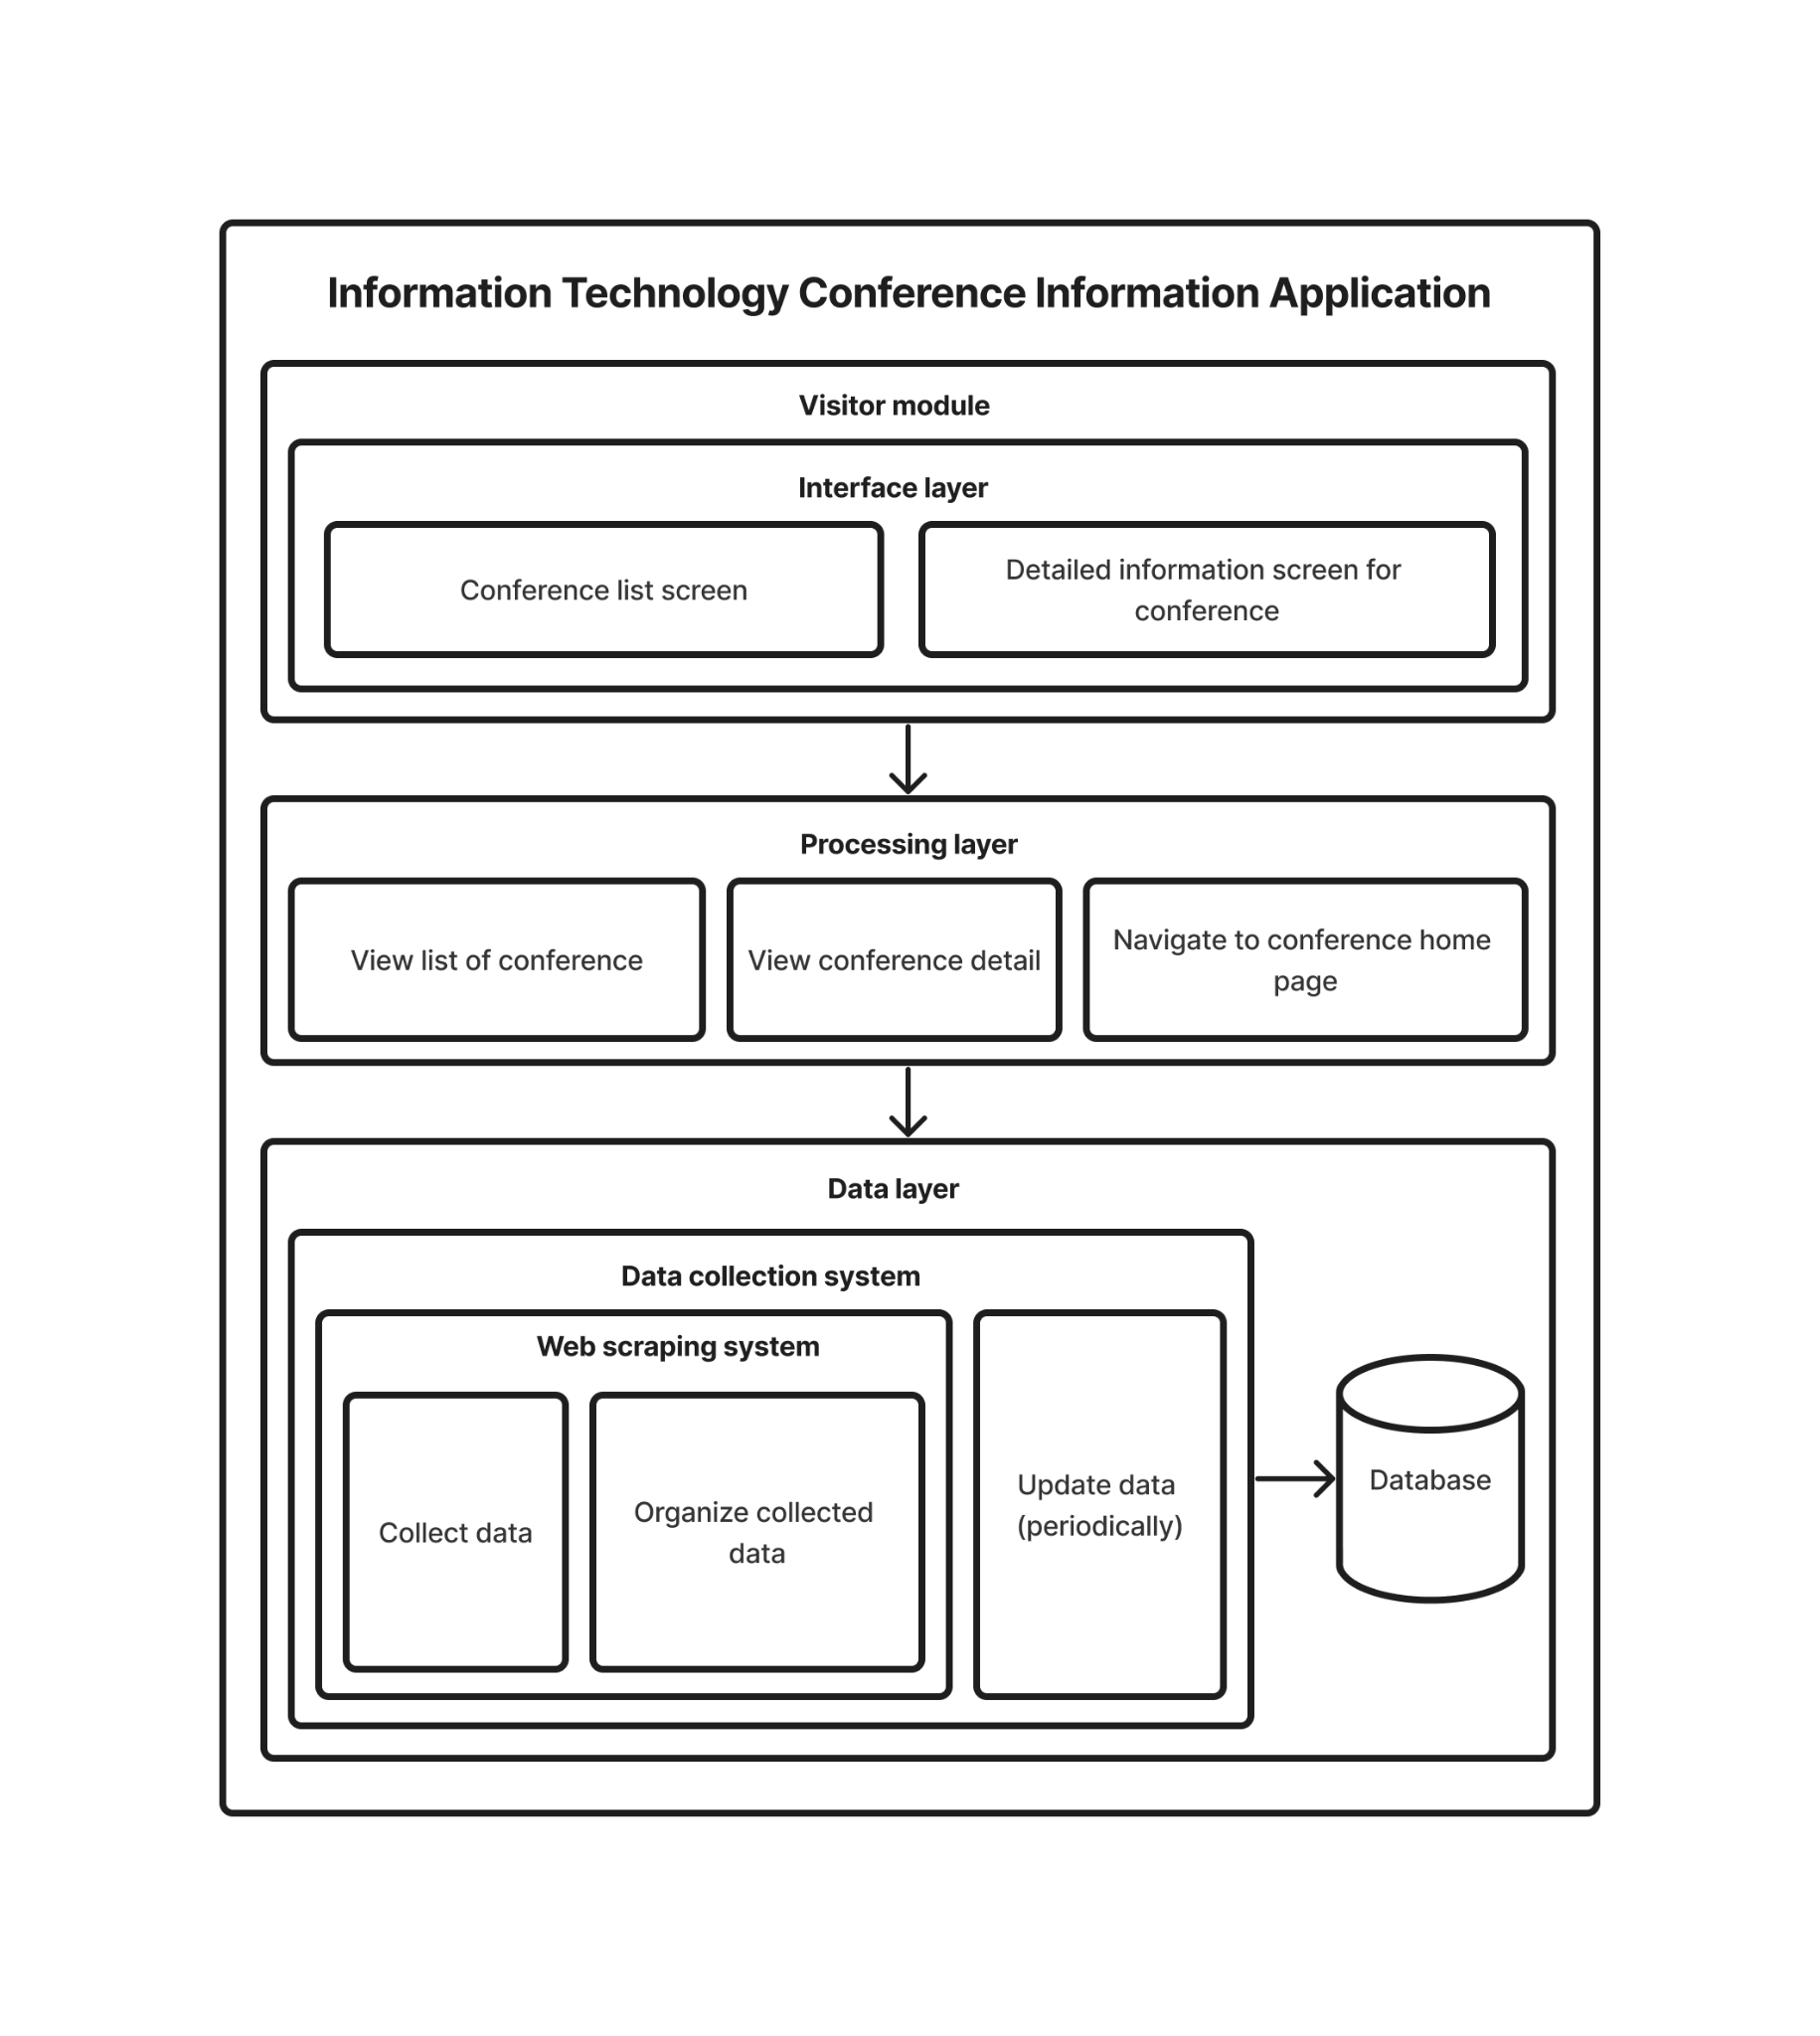 Information Technology Conference Information Application
Visitor module
Interface layer
Conference list screen
Detailed information screen for
conference
Processing layer
View list of conference
View conference detail
Navigate to conference home
page
Data layer
Data collection system
Web scraping system
Collect data
Organize collected
data
Update data
(periodically)
Database